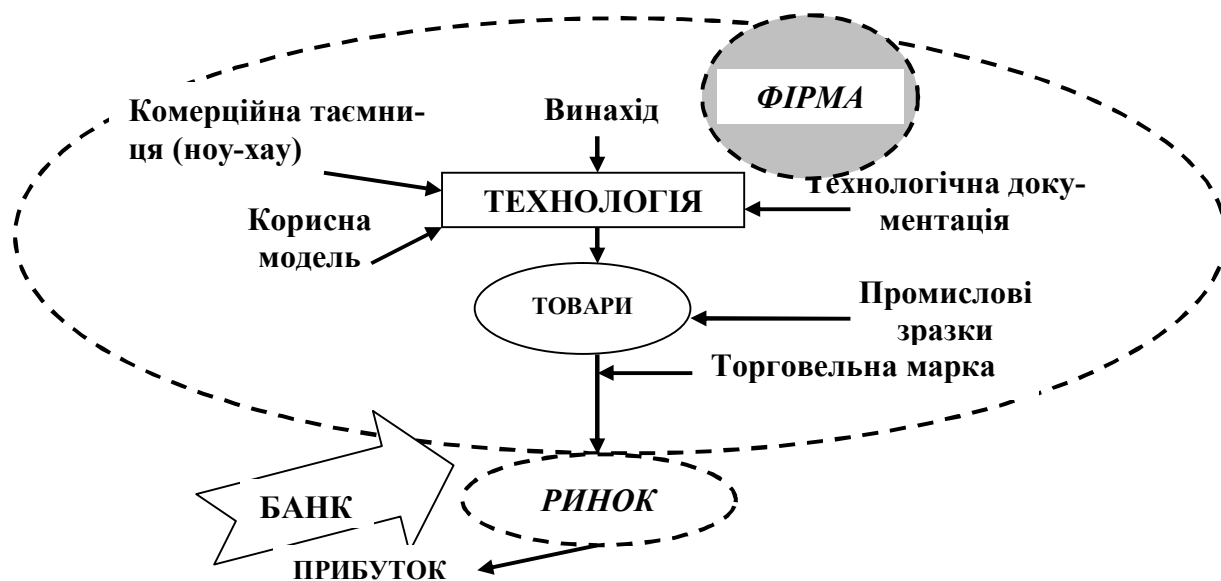 ФІРМА
Комерційна таємни-
ця (ноу-хау)
Винахід
ТЕХНОЛОГІЯ
Технологічна доку-
ментація
Корисна
модель
ТОВАРИ
Промислові
зразки
Торговельна марка
БАНК
РИНОК
ПРИБУТОК